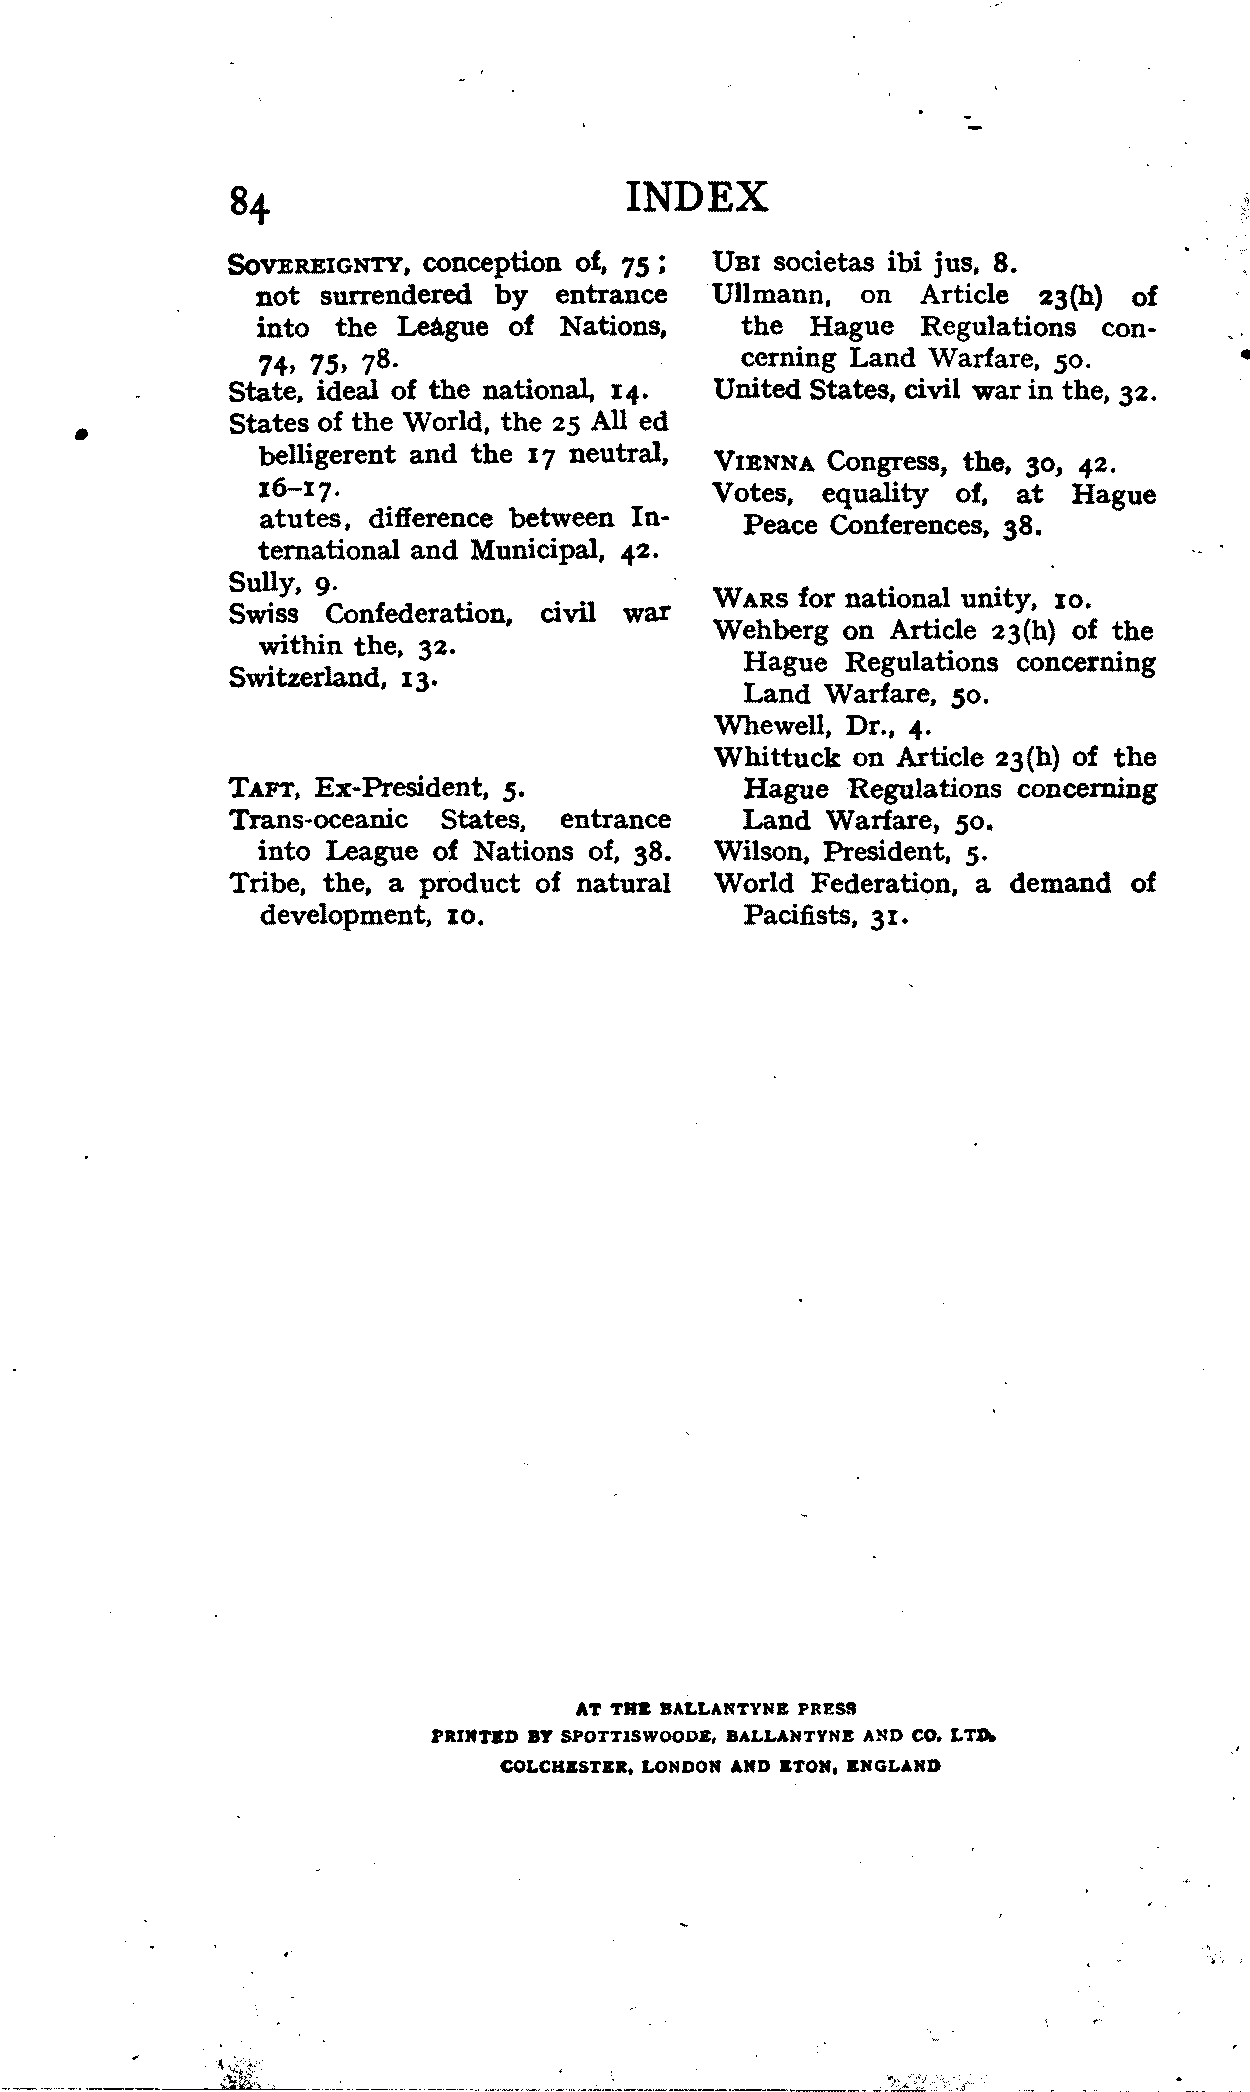 84 INDEX
SOVEREIGNTY, conception of, 75 ;
not surrendered by entrance
into the League of Nations,
74, 75, 78.
State, ideal of the national, 14.
States of the World, the 25 All ed
belligerent and the 17 neutral,
16–17.
atutes, difference between In-
ternational and Municipal, 42.
Sully, 9.
Swiss Confederation, civil war
within the, 32.
Switzerland, 13.
TAFT, Ex-President, 5.
Trans-oceanic States, entrance
into League of Nations of, 38.
Tribe, the, a product of natural
development, 10.
UBI societas ibi jus, 8.
Ullmann, on Article 23(h) of
the Hague Regulations con-
cerning Land Warfare, 50.
United States, civil war in the, 32.
VIENNA Congress, the, 30, 42.
Votes, equality of, at Hague
Peace Conferences, 38.
WARS for national unity, 10.
Wehberg on Article 23(h) of the
Hague Regulations concerning
Land Warfare, 50.
Whewell, Dr., 4.
Whittuck on Article 23(h) of the
Hague Regulations concerning
Land Warfare, 50.
Wilson, President, 5.
World Federation, a demand of
Pacifists, 31.
AT THE BALLANTYNE PRESS
PRINTED BY SPOTTISWOODE, BALLANTYNE AND CO. LTD.
COLCHESTER, LONDON AND ETON, ENGLAND